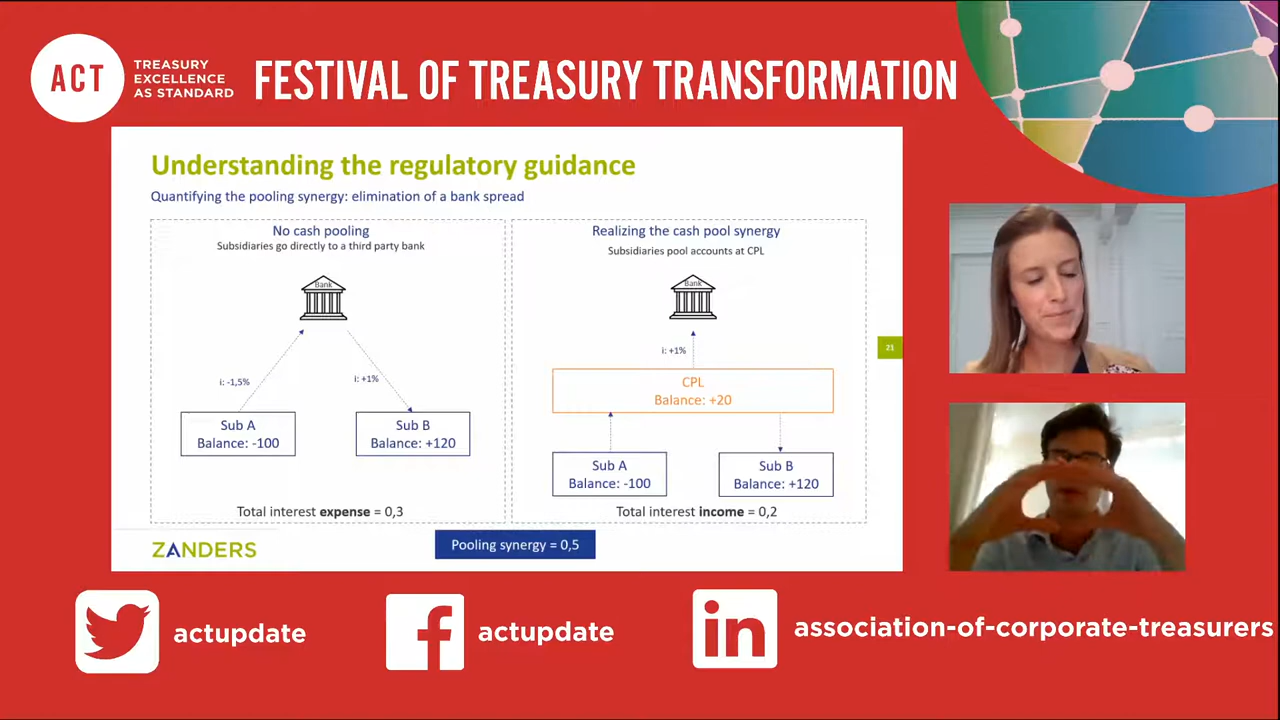 ACT
TREASURY
EXCELLENCE
AS STANDARD
FESTIVAL OF TREASURY TRANSFORMATION
Understanding the regulatory guidance
Quantifying the pooling synergy: elimination of a bank spread
No cash pooling
Subsidiaries go directly to a third party bank
Bank
i: -1,5%
i: +1%
Sub A
Balance: -100
Sub B
Balance: +120
Total interest expense = 0,3
Realizing the cash pool synergy
Subsidiaries pool accounts at CPL
Bank
i: +1%
CPL
Balance: +20
Sub A
Balance: -100
Sub B
Balance: +120
Total interest income = 0,2
21
ZANDERS
Pooling synergy = 0,5
actupdate
actupdate
in
association-of-corporate-treasurers